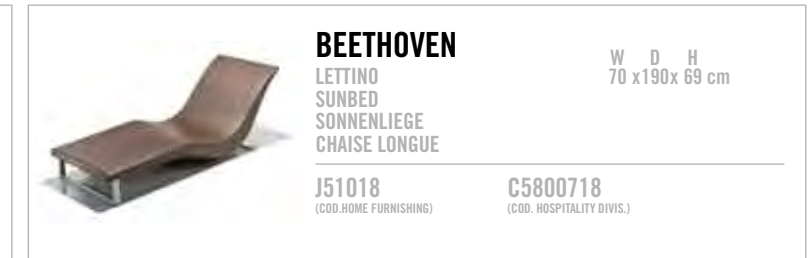 BEETHOVEN
LETTINO
SUNBED
SONNENLIEGE
CHAISE LONGUE
W D H
70 x190x 69 cm
J51018
(COD.HOME FURNISHING)
C5800718
(COD. HOSPITALITY DIVIS.)